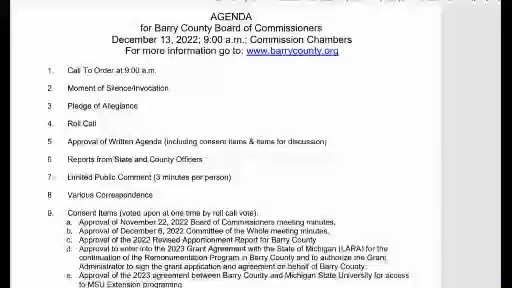 AGENDA
for Barry County Board of Commissioners
December 13, 2022; 9:00 a.m.; Commission Chambers
For more information go to: www.barrycounty.org
1. Call To Order at 9:00 a.m.
2 Moment of Silence/Invocation
3 Pledge of Allegiance
4. Roll Call
5 Approval of Written Agenda (including consent items & items for discussion)
6 Reports from State and County Officers
7. Limited Public Comment (3 minutes per person)
8 Various Correspondence
9. Consent Items (voted upon at one time by roll call vote):
a. Approval of November 22, 2022 Board of Commissioners meeting minutes.
b. Approval of December 6, 2022 Committee of the Whole meeting minutes.
c. Approval of the 2022 Revised Apportionment Report for Barry County
d. Approval to enter into the 2023 Grant Agreement with the State of Michigan (LARA) for the
continuation of the Remonumentation Program in Barry County and to authorize the Grant
Administrator to sign the grant application and agreement on behalf of Barry County.
e. Approval of the 2023 agreement between Barry County and Michigan State University for access
to MSU Extension programing